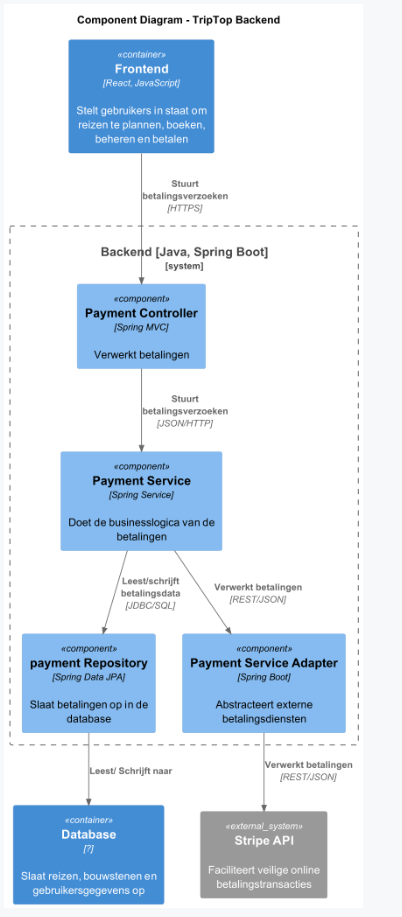 Component Diagram - TripTop Backend
«container»
Frontend
[React, JavaScript]
Stelt gebruikers in staat om
reizen te plannen, boeken,
beheren en betalen
Stuurt
betalingsverzoeken
[HTTPS]
Backend [Java, Spring Boot]
[system]
«component»
Payment Controller
[Spring MVC]
Verwerkt betalingen
Stuurt
betalingsverzoeken
[JSON/HTTP]
«component»
Payment Service
[Spring Service]
Doet de businesslogica van de
betalingen
Leest/schrijft
betalingsdata
[JDBC/SQL]
Verwerkt betalingen
[REST/JSON]
«component»
payment Repository
[Spring Data JPA]
Slaat betalingen op in de
database
«component»
Payment Service Adapter
[Spring Boot]
Abstracteert externe
betalingsdiensten
Leest/ Schrijft naar
Verwerkt betalingen
[REST/JSON]
«container»
Database
[?]
Slaat reizen, bouwstenen en
gebruikersgegevens op
«external_system»
Stripe API
Faciliteert veilige online
betalingstransacties